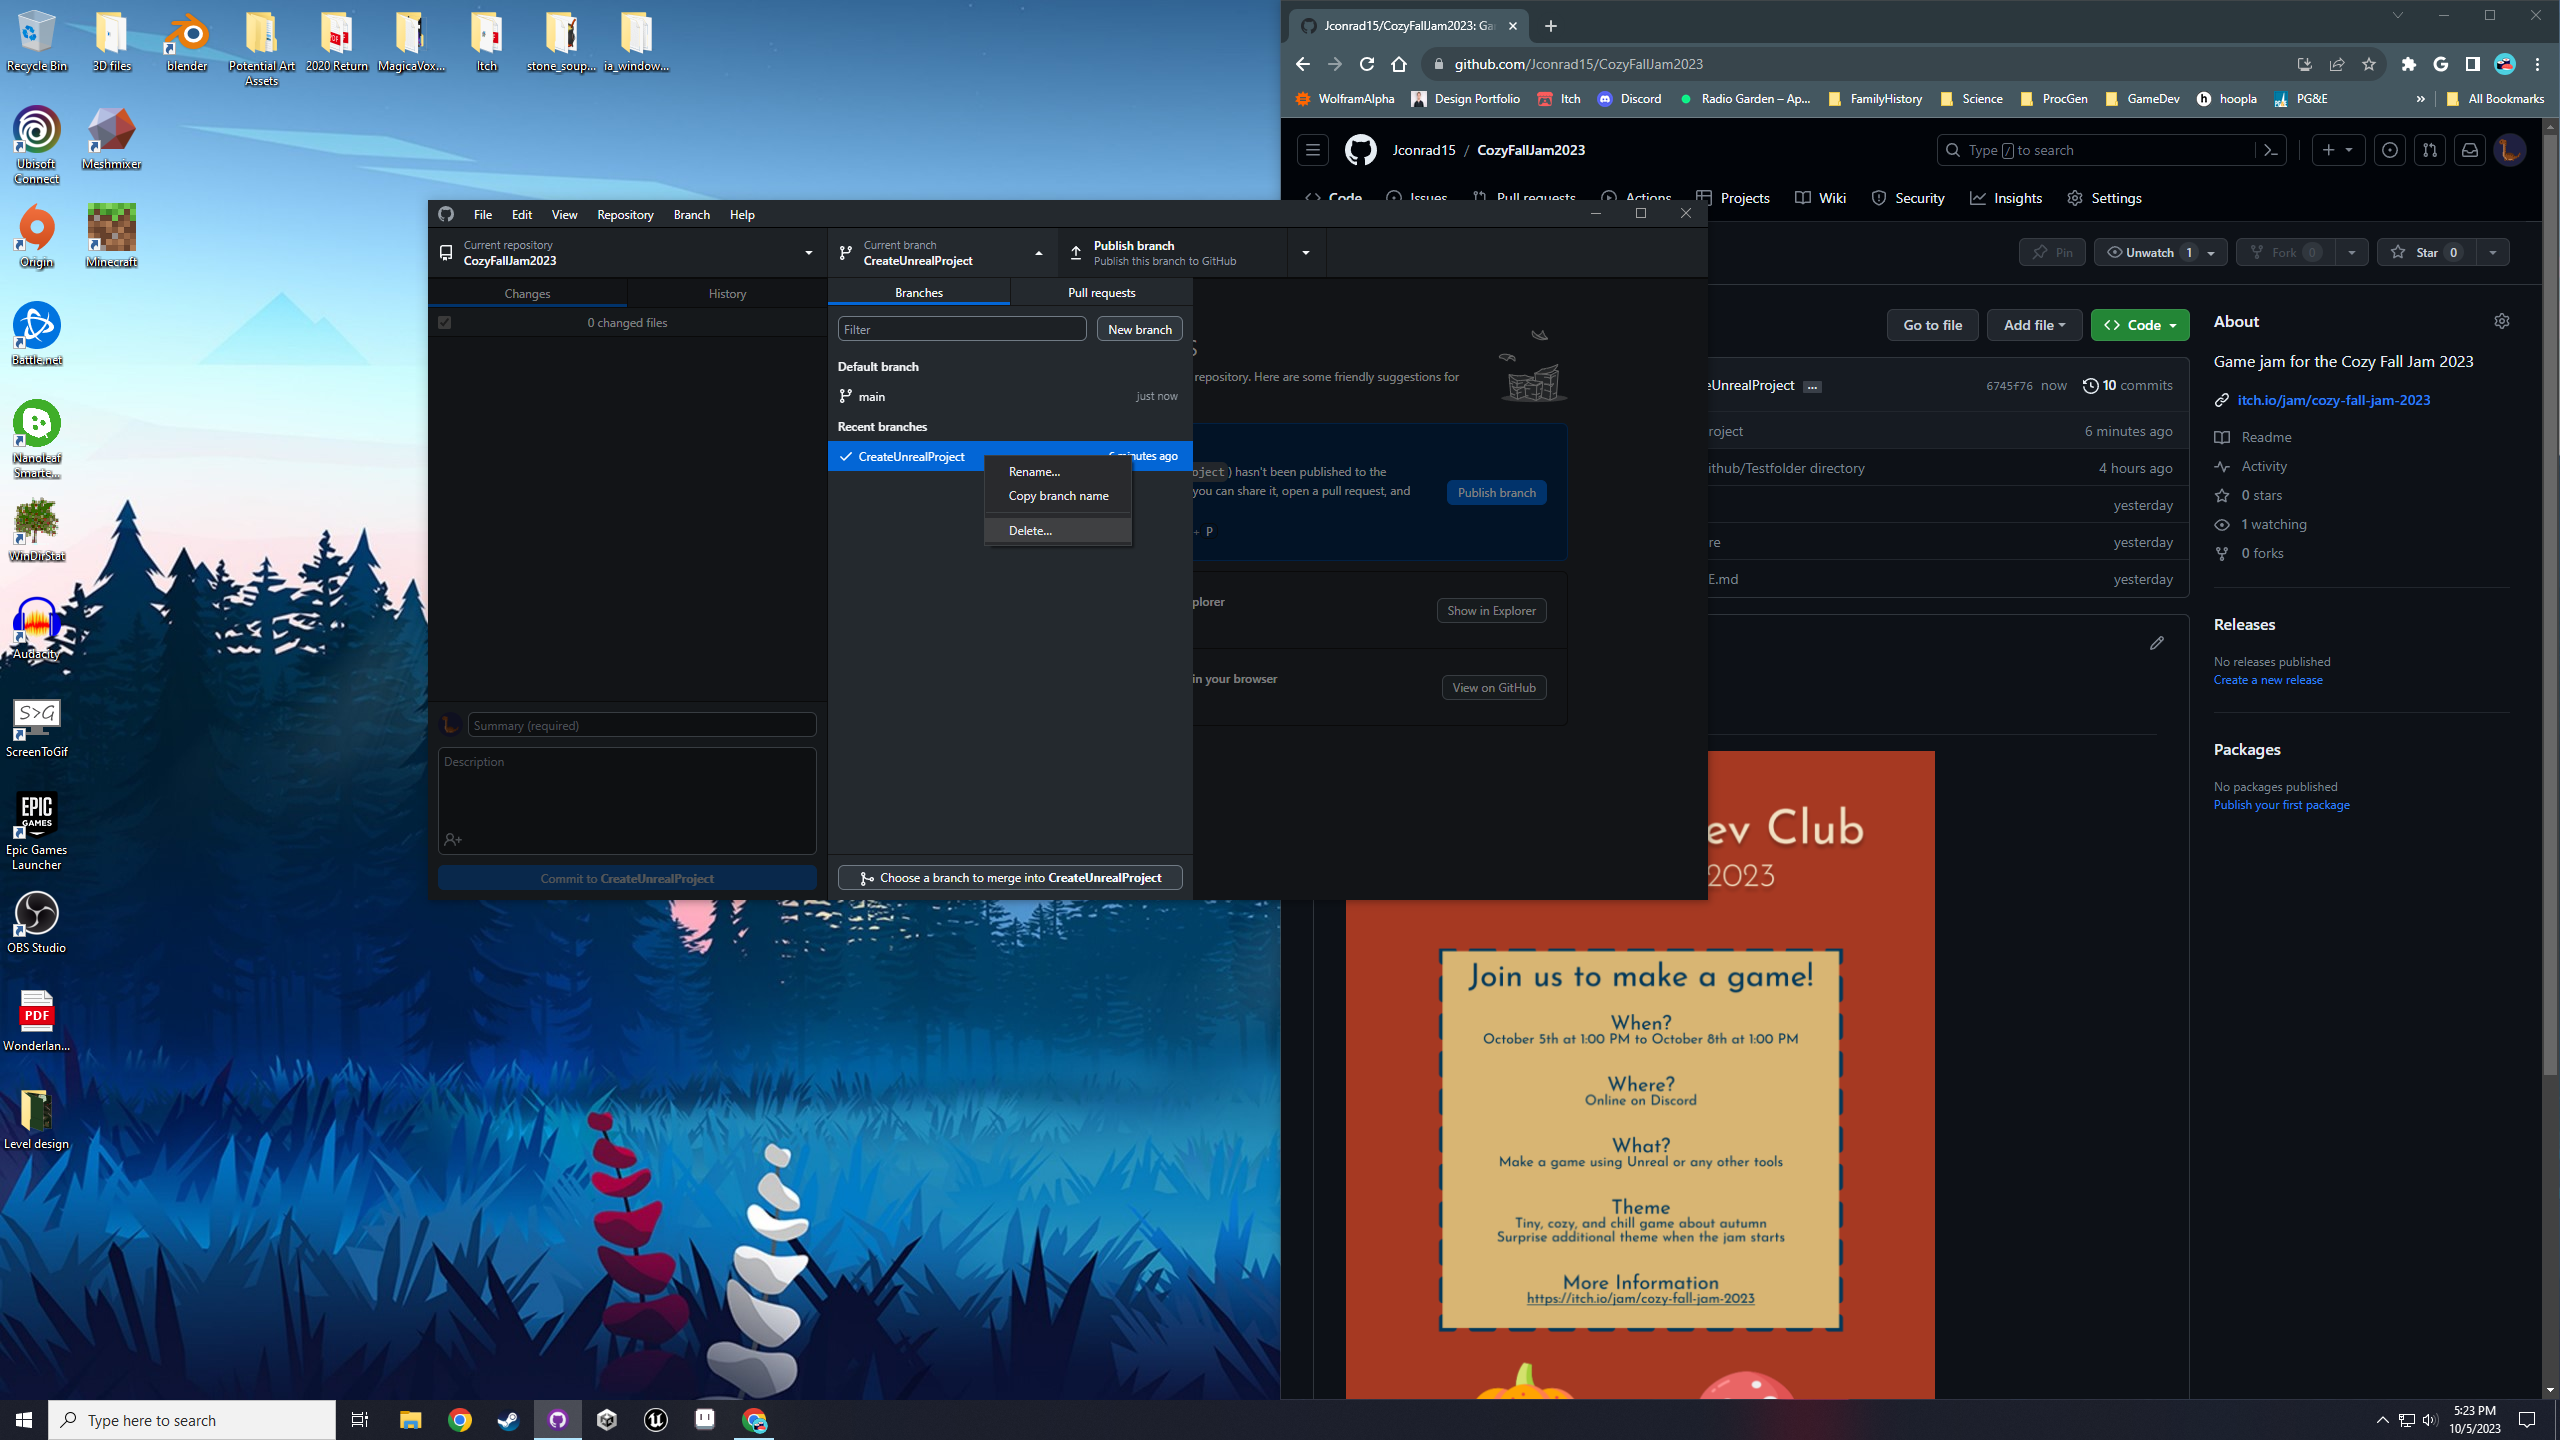 Recycle Bin
3D files
blender
Potential Art Assets
2020 Return
MagicaVox...
Itch
stone_soup...
ia_window...
Ubisoft Connect
Meshmixer
Origin
Minecraft
Battle.net
Nanoleaf Smarte...
WinDirStat
Audacity
S>G
ScreenToGif
EPIC GAMES
Epic Games Launcher
OBS Studio
PDF
Wonderlan...
Level design
File Edit View Repository Branch Help
Current repository
CozyFallJam2023
Current branch
CreateUnrealProject
Publish branch
Publish this branch to GitHub
Changes
History
0 changed files
Branches
Pull requests
Filter
New branch
Default branch
main
just now
Recent branches
CreateUnrealProject
minutes ago
Rename...
Copy branch name
Delete...
repository. Here are some friendly suggestions for
oject) hasn't been published to the
you can share it, open a pull request, and
Publish branch
+ P
plorer
Show in Explorer
in your browser
View on GitHub
Summary (required)
Description
Commit to CreateUnrealProject
Choose a branch to merge into CreateUnrealProject
Jconrad15/CozyFallJam2023: Ga
github.com/Jconrad15/CozyFallJam2023
WolframAlpha
Design Portfolio
Itch
Discord
Radio Garden – Ap...
FamilyHistory
Science
ProcGen
GameDev
hoopla
PG&E
»
All Bookmarks
Jconrad15 / CozyFallJam2023
Type / to search
Code
Issues
Pull requests
Actions
Projects
Wiki
Security
Insights
Settings
Pin
Unwatch 1
Fork 0
Star 0
Go to file
Add file
Code
eUnrealProject ...
6745f76 now
10 commits
roject
6 minutes ago
ithub/Testfolder directory
4 hours ago
yesterday
re
yesterday
E.md
yesterday
About
Game jam for the Cozy Fall Jam 2023
itch.io/jam/cozy-fall-jam-2023
Readme
Activity
0 stars
1 watching
0 forks
Releases
No releases published
Create a new release
Packages
No packages published
Publish your first package
ev Club
2023
Join us to make a game!
When?
October 5th at 1:00 PM to October 8th at 1:00 PM
Where?
Online on Discord
What?
Make a game using Unreal or any other tools
Theme
Tiny, cozy, and chill game about autumn
Surprise additional theme when the jam starts
More Information
https://itch.io/jam/cozy-fall-jam-2023
Type here to search
5:23 PM
10/5/2023